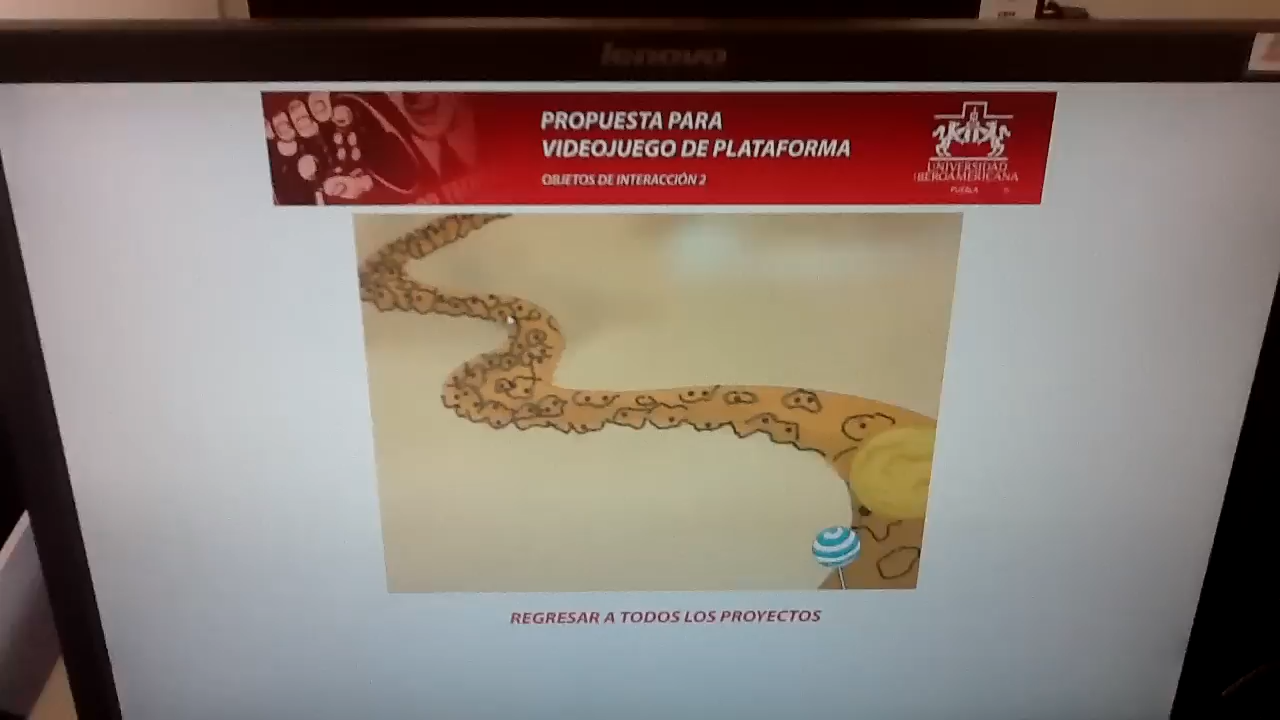 lenovo
PROPUESTA PARA
VIDEOJUEGO DE PLATAFORMA
OBJETOS DE INTERACCIÓN 2
UNIVERSIDAD
IBEROAMERICANA
PUEBLA
REGRESAR A TODOS LOS PROYECTOS